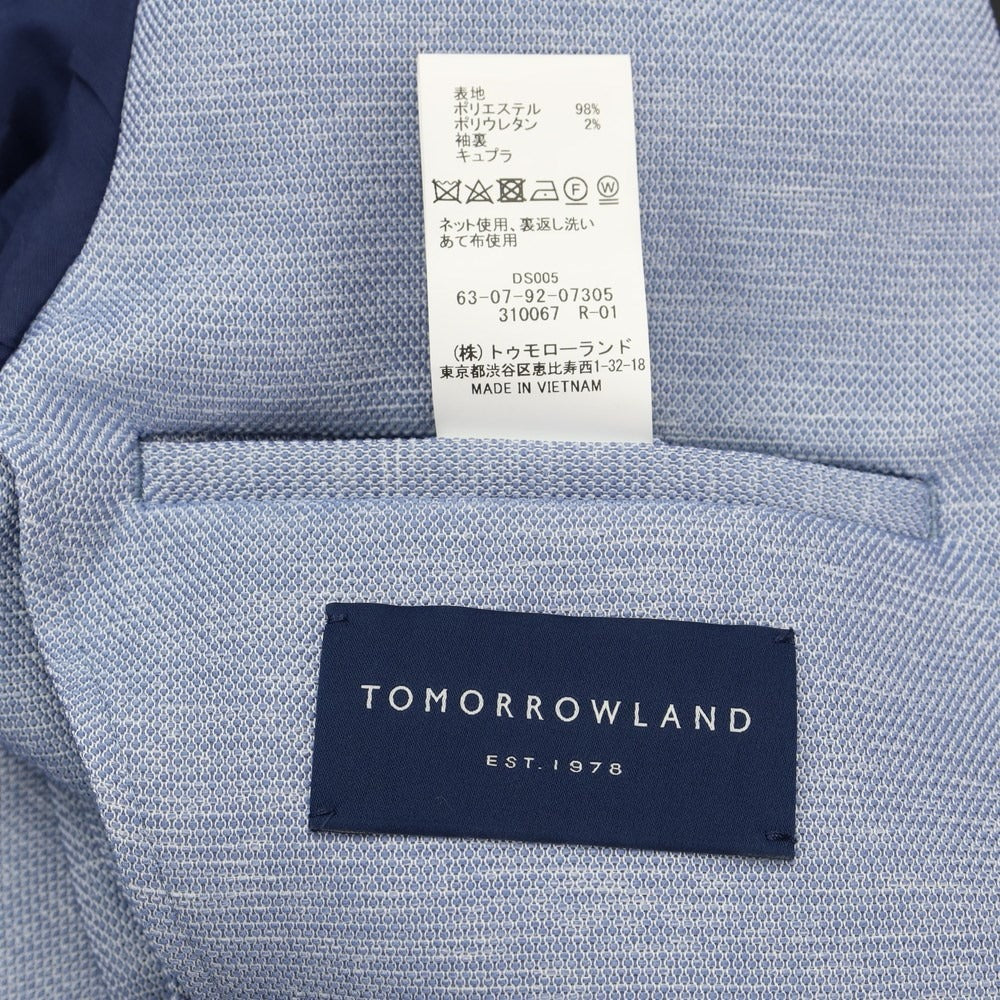 表地
ポリエステル 98%
ポリウレタン 2%
袖裏
キュプラ
F W
ネット使用、裏返し洗い
あて布使用
DS005
63-07-92-07305
310067 R-01
(株)トゥモローランド
東京都渋谷区恵比寿西1-32-18
MADE IN VIETNAM
TOMORROWLAND
EST. 1978